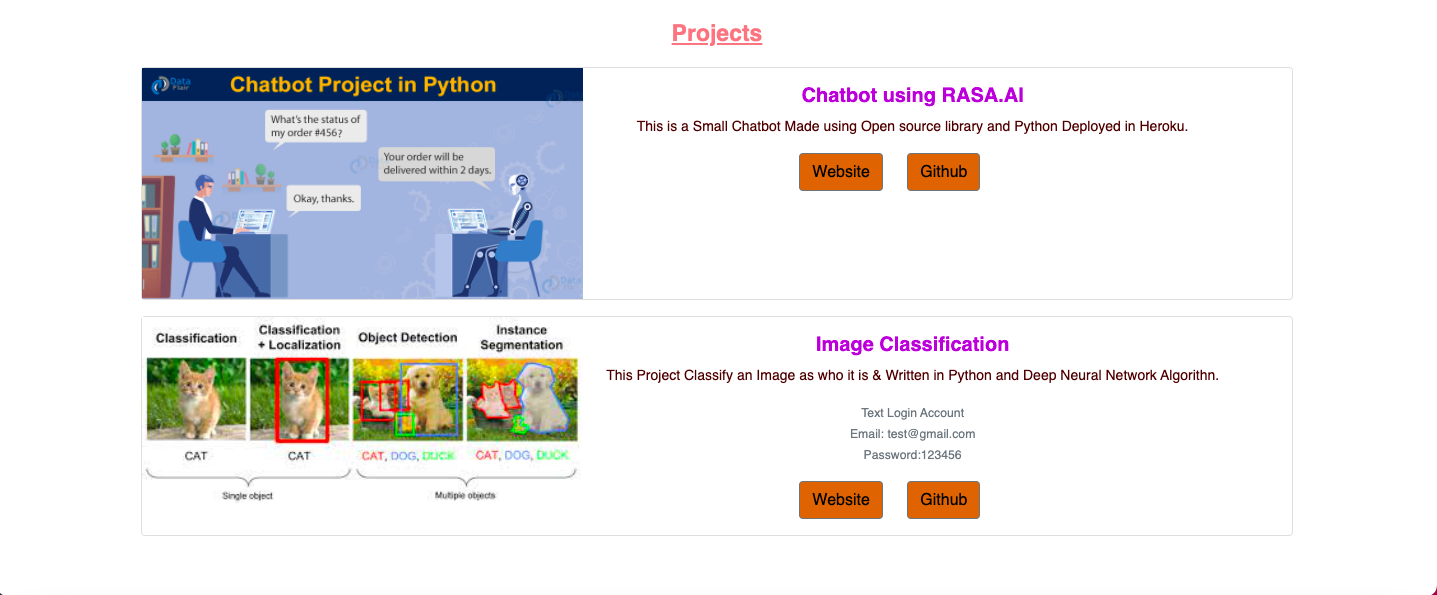 Projects
Data Flair
Chatbot Project in Python
What's the status of
my order #456?
Your order will be
delivered within 2 days.
Okay, thanks.
Chatbot using RASA.AI
This is a Small Chatbot Made using Open source library and Python Deployed in Heroku.
Website Github
Classification
Classification
+ Localization
Object Detection
Instance
Segmentation
CAT
CAT
CAT, DOG, DUCK
CAT, DOG, DUCK
Single object
Multiple objects
Image Classification
This Project Classify an Image as who it is & Written in Python and Deep Neural Network Algorithn.
Text Login Account
Email: test@gmail.com
Password:123456
Website Github